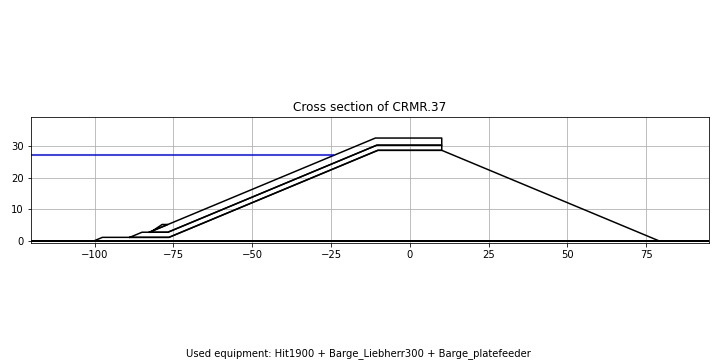 Cross section of CRMR.37
30
20
10
0
−100 −75 −50 −25 0 25 50 75
Used equipment: Hit1900 + Barge_Liebherr300 + Barge_platefeeder